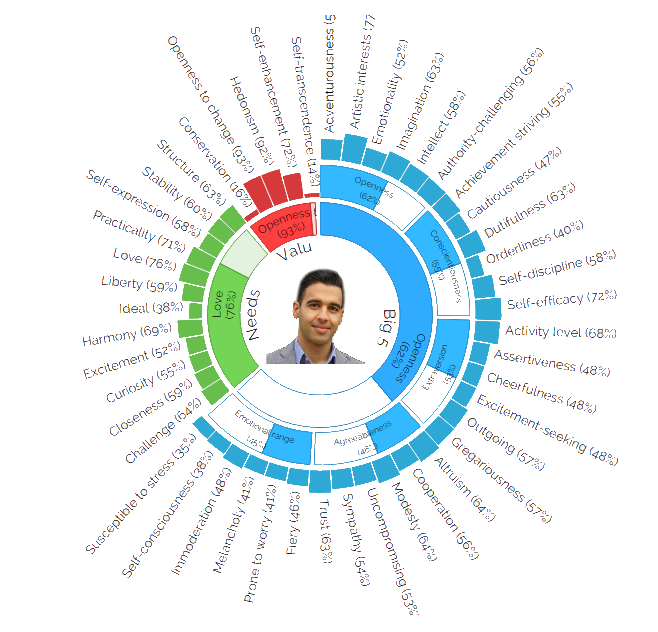 Adventurousness (5
Artistic interests (77
Emotionality (52%)
Imagination (63%)
Intellect (58%)
Authority-challenging (56%)
Achievement striving (55%)
Cautiousness (47%)
Dutifulness (63%)
Orderliness (40%)
Self-discipline (58%)
Self-efficacy (72%)
Activity level (68%)
Assertiveness (48%)
Cheerfulness (48%)
Excitement-seeking (48%)
Outgoing (57%)
Gregariousness (57%)
Altruism (64%)
Cooperation (56%)
Modesty (64%)
Uncompromising (53%
Sympathy (54%)
Trust (63%)
Fiery (46%)
Prone to worry (41%)
Melancholy (41%)
Immoderation (48%)
Self-consciousness (38%)
Susceptible to stress (35%)
Challenge (64%)
Closeness (59%)
Curiosity (55%)
Excitement (52%)
Harmony (69%)
Ideal (38%)
Liberty (59%)
Love (76%)
Practicality (71%)
Self-expression (58%)
Stability (60%)
Structure (63%)
Conservation (16%)
Openness to change (93%)
Hedonism (92%)
Self-enhancement (72%)
Self-transcendence (14%)
Openness
(62%)
Conscientiousness
Extraversion
Agreeableness
Emotional range
Openness
(62%)
Big 5
Love
(76%)
Needs
Openness
(93%)
Valu